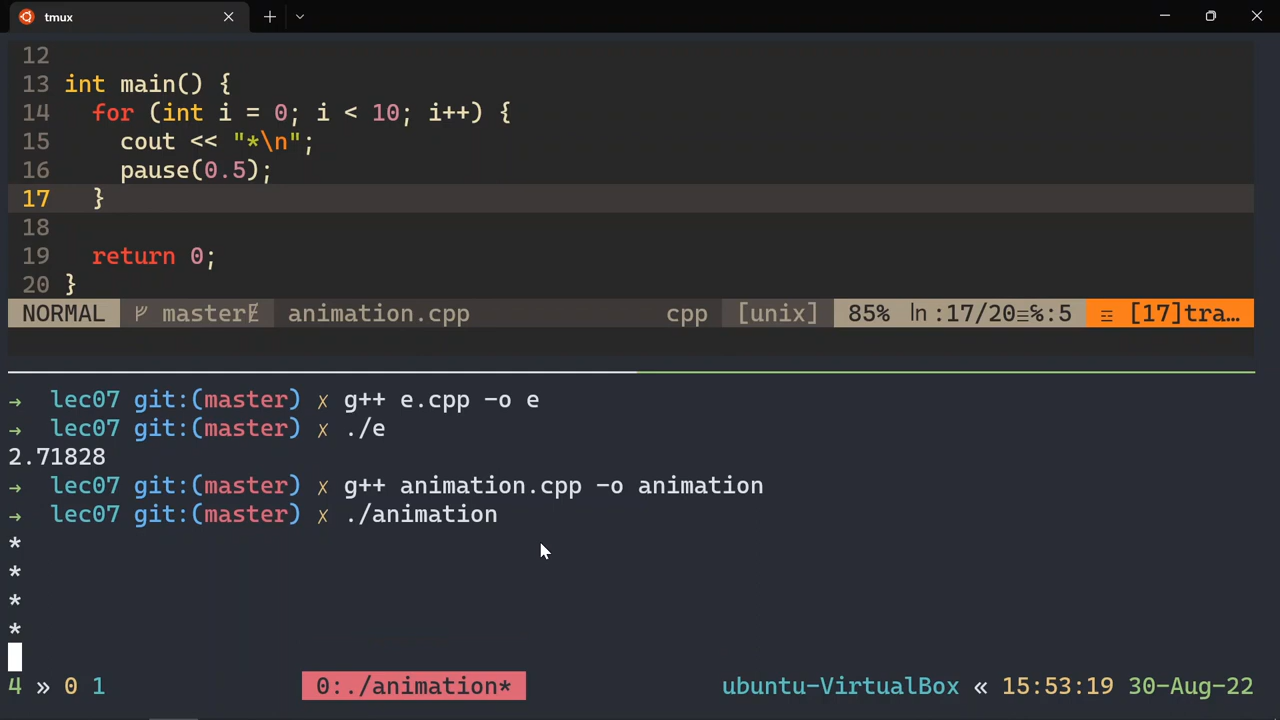 tmux
12
13 int main() {
14   for (int i = 0; i < 10; i++) {
15     cout << "*\n";
16     pause(0.5);
17   }
18
19   return 0;
20 }
NORMAL master animation.cpp cpp [unix] 85% ln :17/20≡℅:5 ☲ [17]tra…
→ lec07 git:(master) ✗ g++ e.cpp -o e
→ lec07 git:(master) ✗ ./e
2.71828
→ lec07 git:(master) ✗ g++ animation.cpp -o animation
→ lec07 git:(master) ✗ ./animation
*
*
*
*
4 » 0 1 0:./animation* ubuntu-VirtualBox « 15:53:19 30-Aug-22